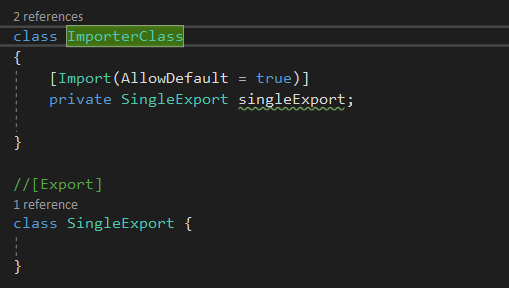 2 references
class ImporterClass
{
[Import(AllowDefault = true)]
private SingleExport singleExport;
}
//[Export]
1 reference
class SingleExport {
}